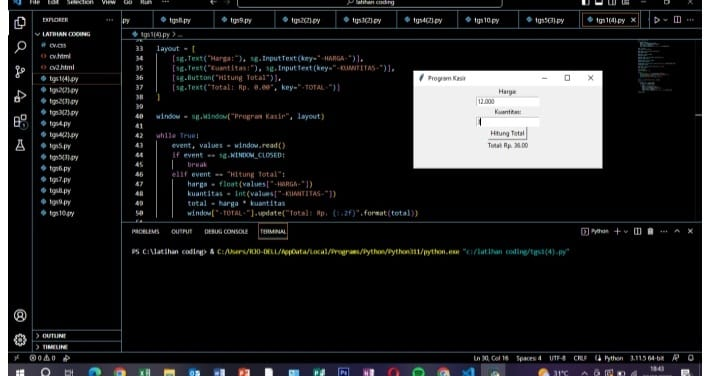 File Edit Selection View Go Run ...
latihan coding
EXPLORER ...
LATIHAN CODING
cv.css
cv.html
cv2.html
tgs1(4).py
tgs2(2).py
tgs2(3).py
tgs3(2).py
tgs4.py
tgs4(2).py
tgs5.py
tgs5(3).py
tgs6.py
tgs7.py
tgs8.py
tgs9.py
tgs10.py
OUTLINE
TIMELINE
.py tgs8.py tgs9.py tgs2(2).py tgs3(2).py tgs4(2).py tgs10.py tgs5(3).py tgs1(4).py
tgs1(4).py > ...
33 layout = [
34 [sg.Text("Harga:"), sg.InputText(key="-HARGA-")],
35 [sg.Text("Kuantitas:"), sg.InputText(key="-KUANTITAS-")],
36 [sg.Button("Hitung Total")],
37 [sg.Text("Total: Rp. 0.00", key="-TOTAL-")]
38 ]
39
40 window = sg.Window("Program Kasir", layout)
41
42 while True:
43 event, values = window.read()
44 if event == sg.WINDOW_CLOSED:
45 break
46 elif event == "Hitung Total":
47 harga = float(values["-HARGA-"])
48 kuantitas = int(values["-KUANTITAS-"])
49 total = harga * kuantitas
50 window["-TOTAL-"].update("Total: Rp. {:.2f}".format(total))
Program Kasir
Harga:
12.000
Kuantitas:
Hitung Total
Total: Rp. 36.00
PROBLEMS OUTPUT DEBUG CONSOLE TERMINAL
Python
PS C:\latihan coding> & C:/Users/RJO-DELL/AppData/Local/Programs/Python/Python311/python.exe "c:/latihan coding/tgs1(4).py"
0 0 Ln 30, Col 16 Spaces: 4 UTF-8 CRLF Python 3.11.5 64-bit
31°C 18:43